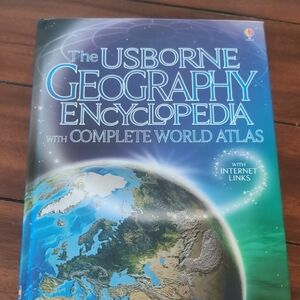 The USBORNE
GEOGRAPHY
ENCYCLOPEDIA
WITH COMPLETE WORLD ATLAS
WITH
INTERNET
LINKS